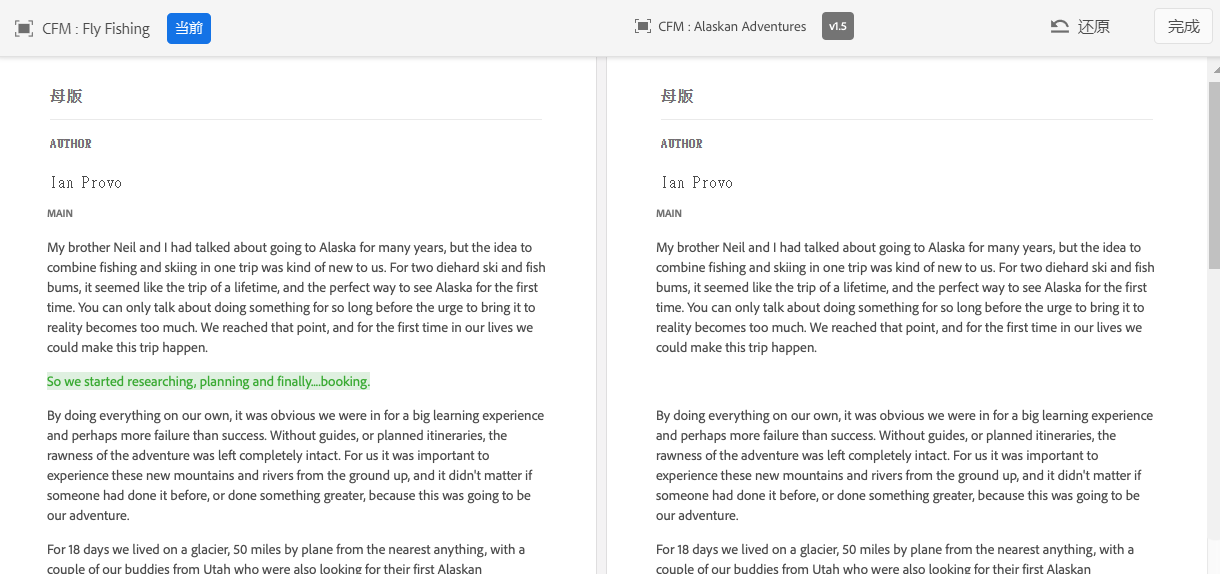 CFM : Fly Fishing 当前
CFM : Alaskan Adventures v1.5 还原 完成
母版
AUTHOR
Ian Provo
MAIN
My brother Neil and I had talked about going to Alaska for many years, but the idea to
combine fishing and skiing in one trip was kind of new to us. For two diehard ski and fish
bums, it seemed like the trip of a lifetime, and the perfect way to see Alaska for the first
time. You can only talk about doing something for so long before the urge to bring it to
reality becomes too much. We reached that point, and for the first time in our lives we
could make this trip happen.
So we started researching, planning and finally....booking.
By doing everything on our own, it was obvious we were in for a big learning experience
and perhaps more failure than success. Without guides, or planned itineraries, the
rawness of the adventure was left completely intact. For us it was important to
experience these new mountains and rivers from the ground up, and it didn't matter if
someone had done it before, or done something greater, because this was going to be
our adventure.
For 18 days we lived on a glacier, 50 miles by plane from the nearest anything, with a
couple of our buddies from Utah who were also looking for their first Alaskan
母版
AUTHOR
Ian Provo
MAIN
My brother Neil and I had talked about going to Alaska for many years, but the idea to
combine fishing and skiing in one trip was kind of new to us. For two diehard ski and fish
bums, it seemed like the trip of a lifetime, and the perfect way to see Alaska for the first
time. You can only talk about doing something for so long before the urge to bring it to
reality becomes too much. We reached that point, and for the first time in our lives we
could make this trip happen.
By doing everything on our own, it was obvious we were in for a big learning experience
and perhaps more failure than success. Without guides, or planned itineraries, the
rawness of the adventure was left completely intact. For us it was important to
experience these new mountains and rivers from the ground up, and it didn't matter if
someone had done it before, or done something greater, because this was going to be
our adventure.
For 18 days we lived on a glacier, 50 miles by plane from the nearest anything, with a
couple of our buddies from Utah who were also looking for their first Alaskan